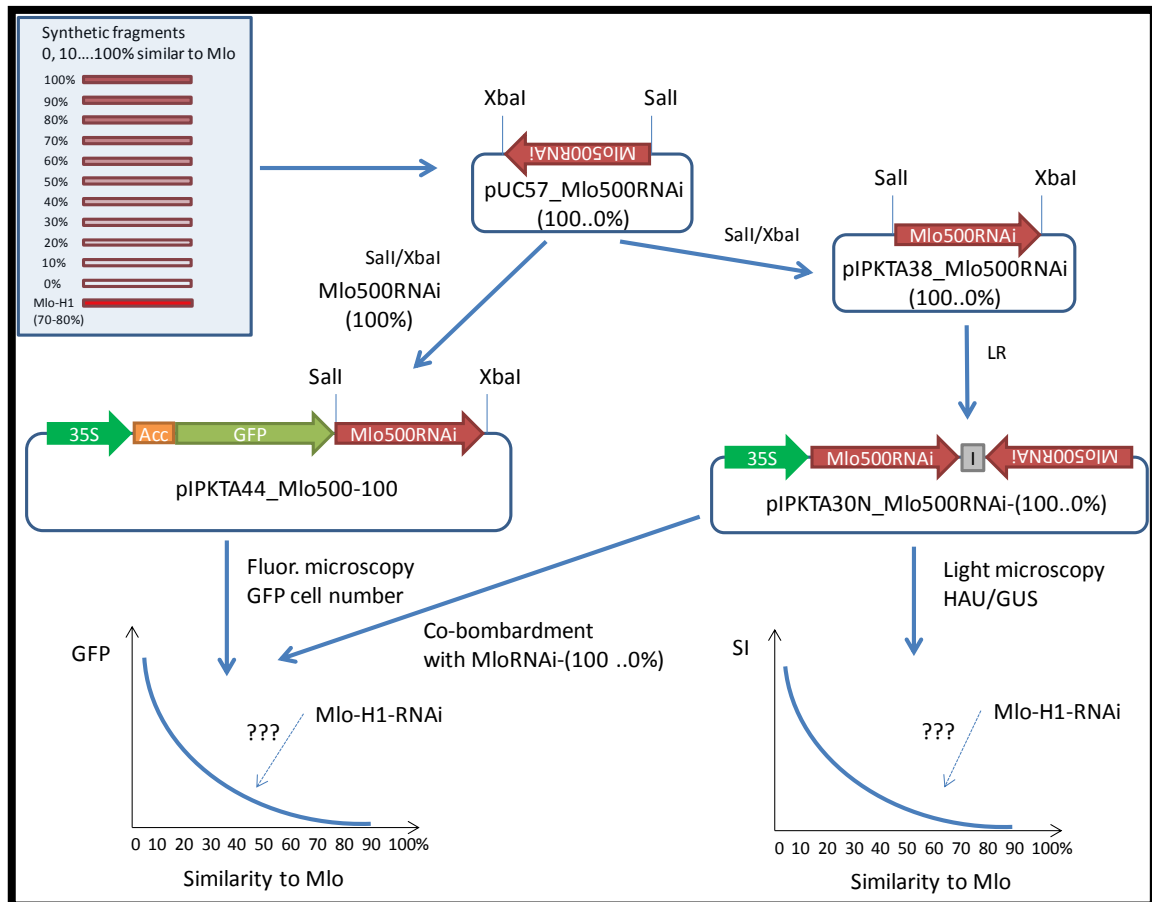 Synthetic fragments
0, 10....100% similar to Mlo
100%
90%
80%
70%
60%
50%
40%
30%
20%
10%
0%
Mlo-H1
(70-80%)
XbaI
SalI
Mlo500RNAi
pUC57_Mlo500RNAi
(100..0%)
SalI/XbaI
Mlo500RNAi
(100%)
SalI/XbaI
SalI
XbaI
Mlo500RNAi
pIPKTA38_Mlo500RNAi
(100..0%)
LR
SalI
XbaI
35S
Acc
GFP
Mlo500RNAi
pIPKTA44_Mlo500-100
35S
Mlo500RNAi
I
Mlo500RNAi
pIPKTA30N_Mlo500RNAi-(100..0%)
Fluor. microscopy
GFP cell number
Co-bombardment
with MloRNAi-(100 ..0%)
Light microscopy
HAU/GUS
GFP
???
Mlo-H1-RNAi
0 10 20 30 40 50 60 70 80 90 100%
Similarity to Mlo
SI
???
Mlo-H1-RNAi
0 10 20 30 40 50 60 70 80 90 100%
Similarity to Mlo